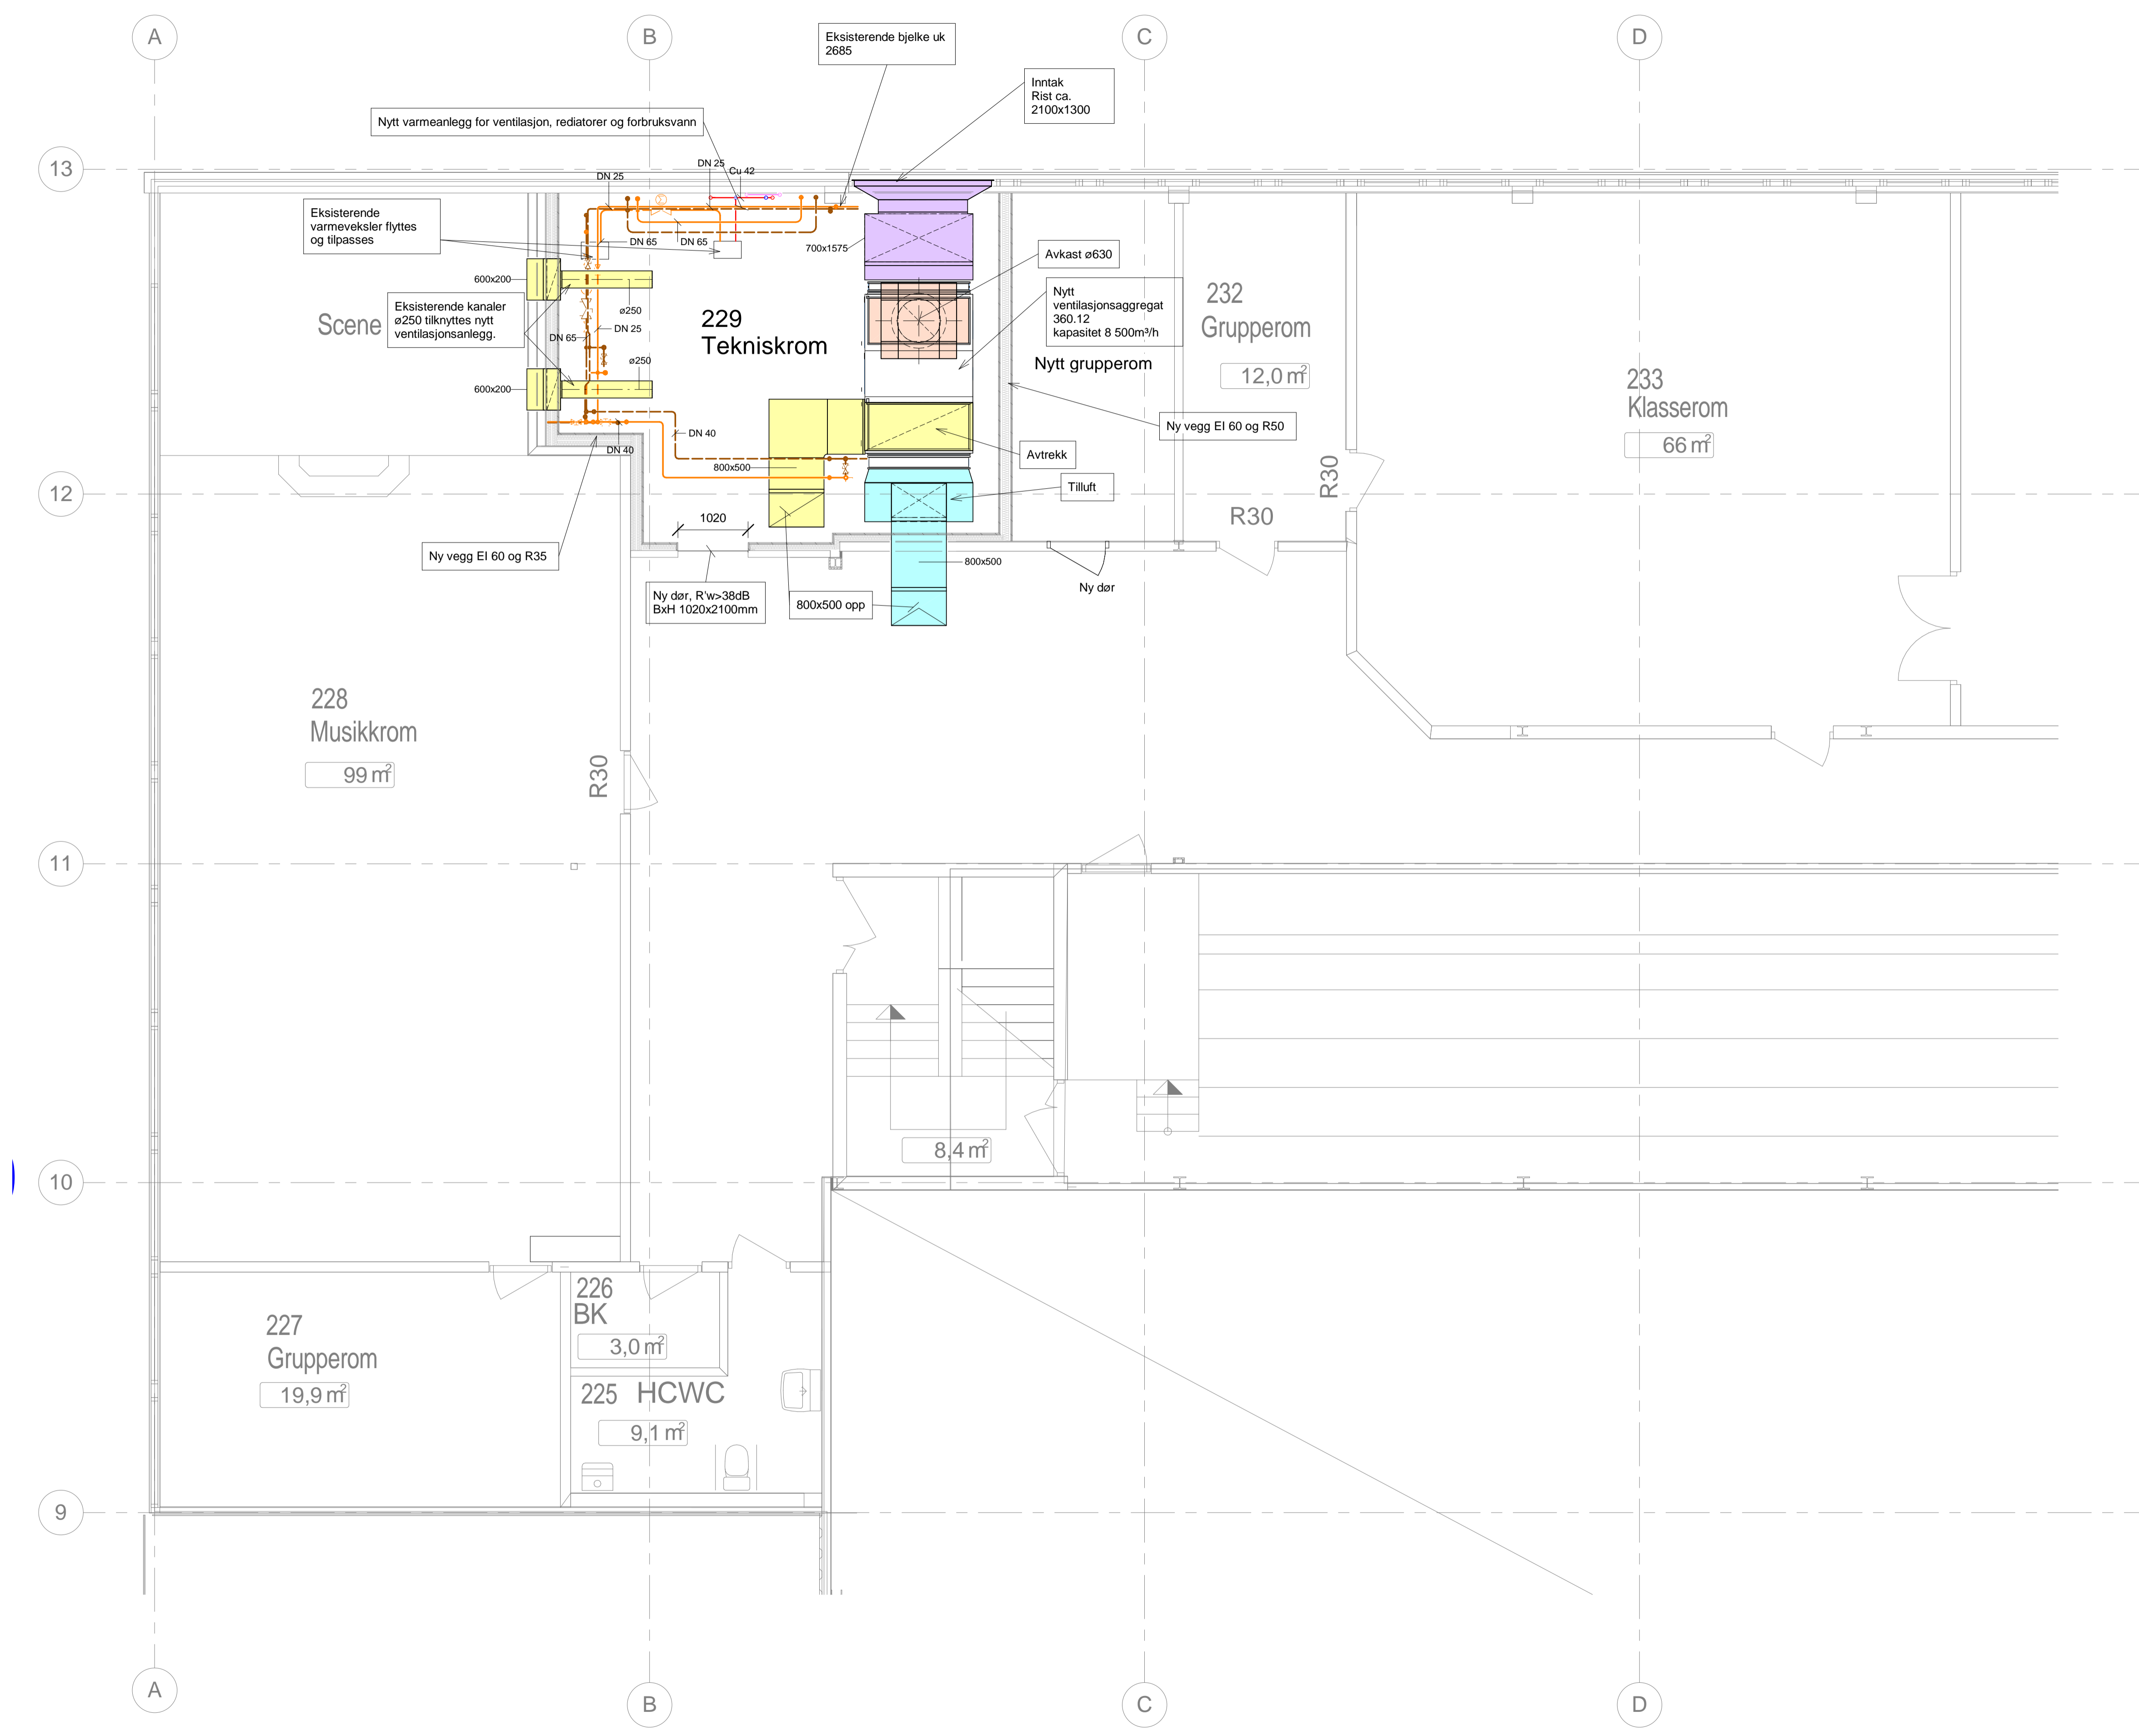 A
B
C
D
Eksisterende bjelke uk
2685
Inntak
Rist ca.
2100x1300
Nytt varmeanlegg for ventilasjon, rediatorer og forbruksvann
13
DN 25
Cu 42
DN 25
Eksisterende
varmeveksler flyttes
og tilpasses
DN 65
DN 65
700x1575
Avkast ø630
600x200
Nytt
ventilasjonsaggregat
360.12
kapasitet 8 500m³/h
232
Grupperom
12,0 m²
Eksisterende kanaler
ø250 tilknyttes nytt
ventilasjonsanlegg.
Scene
ø250
DN 25
DN 65
229
Tekniskrom
Nytt grupperom
ø250
600x200
233
Klasserom
66 m²
Ny vegg EI 60 og R50
DN 40
DN 40
Avtrekk
800x500
Tilluft
12
R30
R30
1020
Ny vegg EI 60 og R35
800x500
Ny dør
Ny dør, R'w>38dB
BxH 1020x2100mm
800x500 opp
228
Musikkrom
99 m²
R30
11
8,4 m²
10
226
BK
3,0 m²
227
Grupperom
19,9 m²
225 HCWC
9,1 m²
9
A
B
C
D